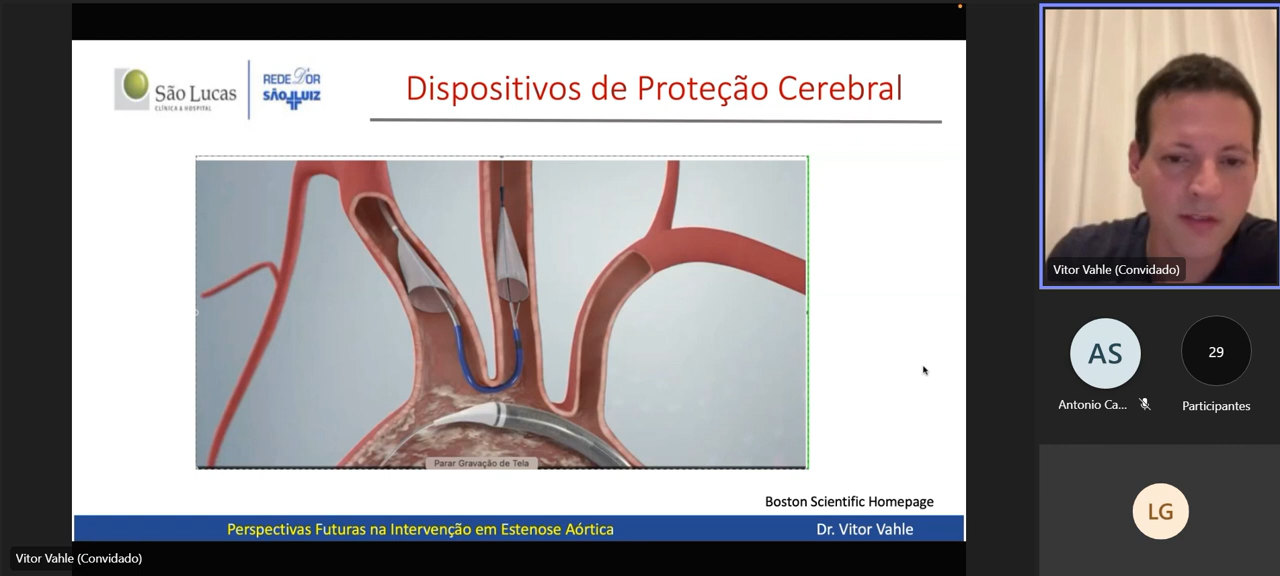 São Lucas
CLÍNICA & HOSPITAL
REDE D'OR
SÃO LUIZ
Dispositivos de Proteção Cerebral
Parar Gravação de Tela
Boston Scientific Homepage
Perspectivas Futuras na Intervenção em Estenose Aórtica
Dr. Vitor Vahle
Vitor Vahle (Convidado)
Vitor Vahle (Convidado)
AS
29
Antonio Ca...
Participantes
LG